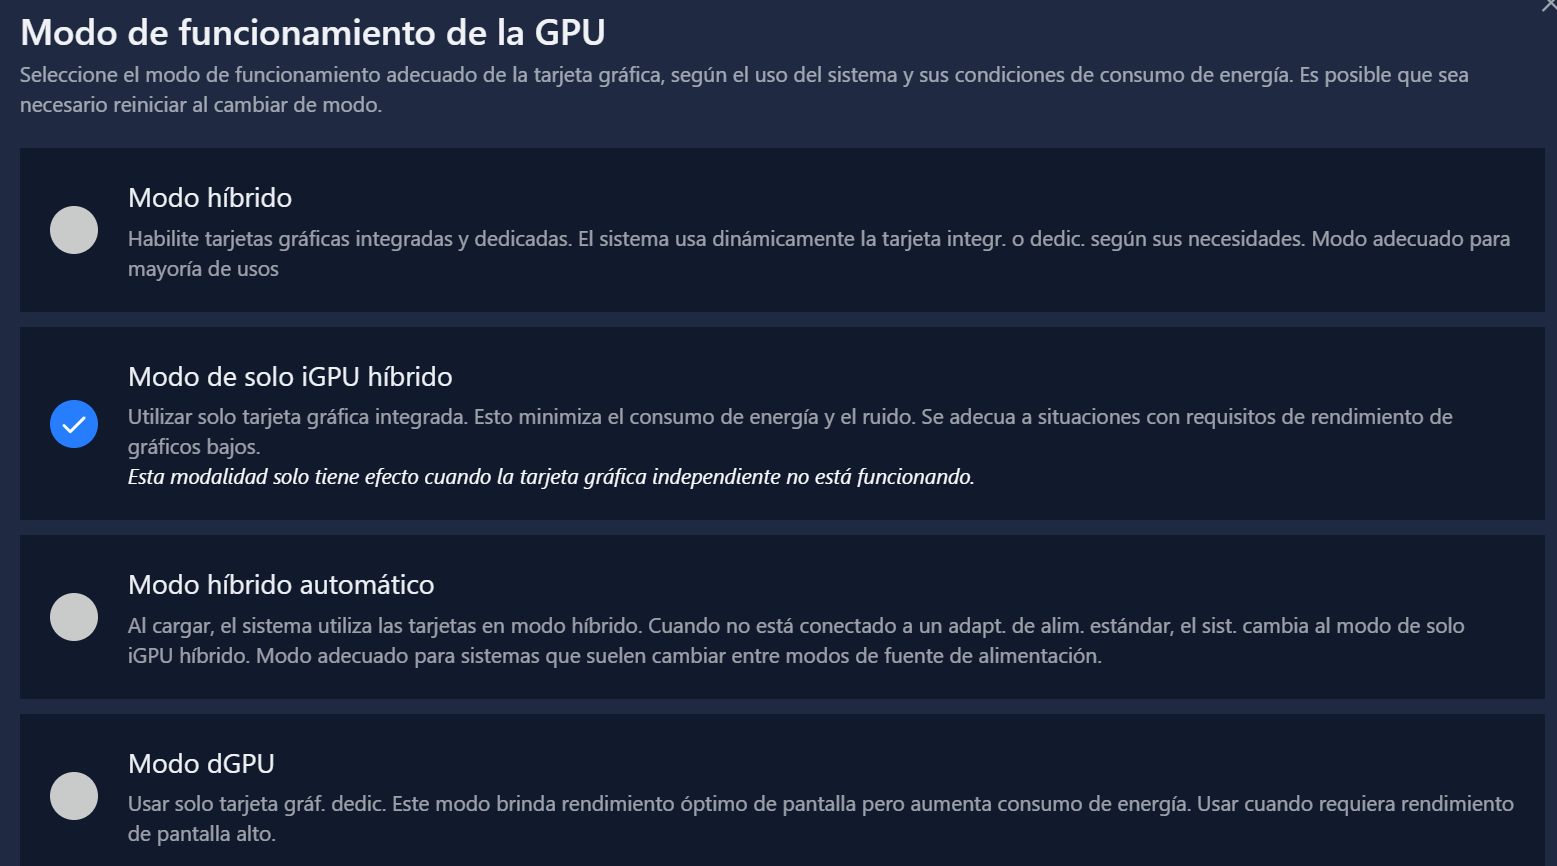 Modo de funcionamiento de la GPU
Seleccione el modo de funcionamiento adecuado de la tarjeta gráfica, según el uso del sistema y sus condiciones de consumo de energía. Es posible que sea
necesario reiniciar al cambiar de modo.
Modo híbrido
Habilite tarjetas gráficas integradas y dedicadas. El sistema usa dinámicamente la tarjeta integr. o dedic. según sus necesidades. Modo adecuado para
mayoría de usos
Modo de solo iGPU híbrido
Utilizar solo tarjeta gráfica integrada. Esto minimiza el consumo de energía y el ruido. Se adecua a situaciones con requisitos de rendimiento de
gráficos bajos.
Esta modalidad solo tiene efecto cuando la tarjeta gráfica independiente no está funcionando.
Modo híbrido automático
Al cargar, el sistema utiliza las tarjetas en modo híbrido. Cuando no está conectado a un adapt. de alim. estándar, el sist. cambia al modo de solo
iGPU híbrido. Modo adecuado para sistemas que suelen cambiar entre modos de fuente de alimentación.
Modo dGPU
Usar solo tarjeta gráf. dedic. Este modo brinda rendimiento óptimo de pantalla pero aumenta consumo de energía. Usar cuando requiera rendimiento
de pantalla alto.